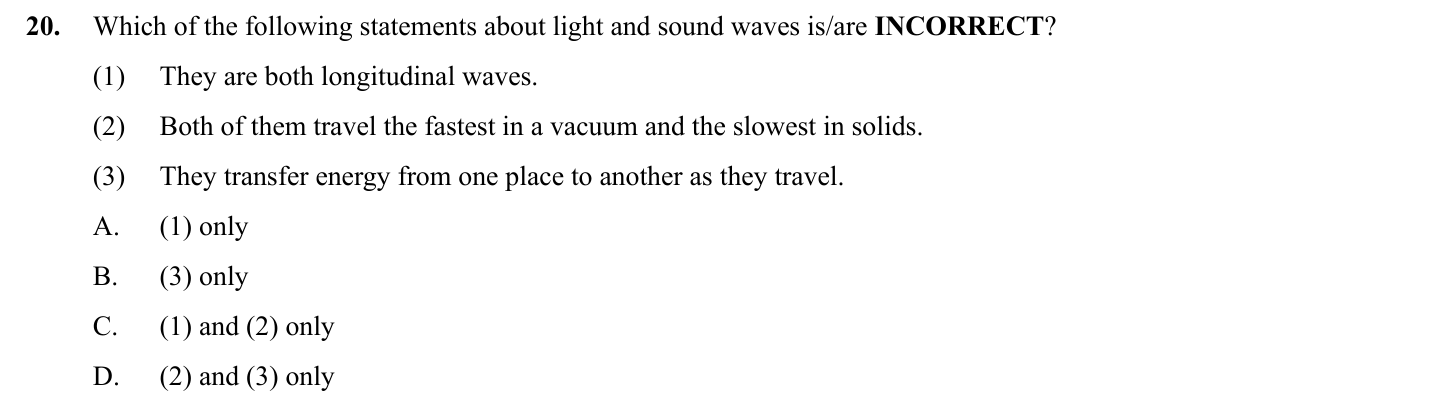 20. Which of the following statements about light and sound waves is/are INCORRECT?
(1) They are both longitudinal waves.
(2) Both of them travel the fastest in a vacuum and the slowest in solids.
(3) They transfer energy from one place to another as they travel.
A. (1) only
B. (3) only
C. (1) and (2) only
D. (2) and (3) only